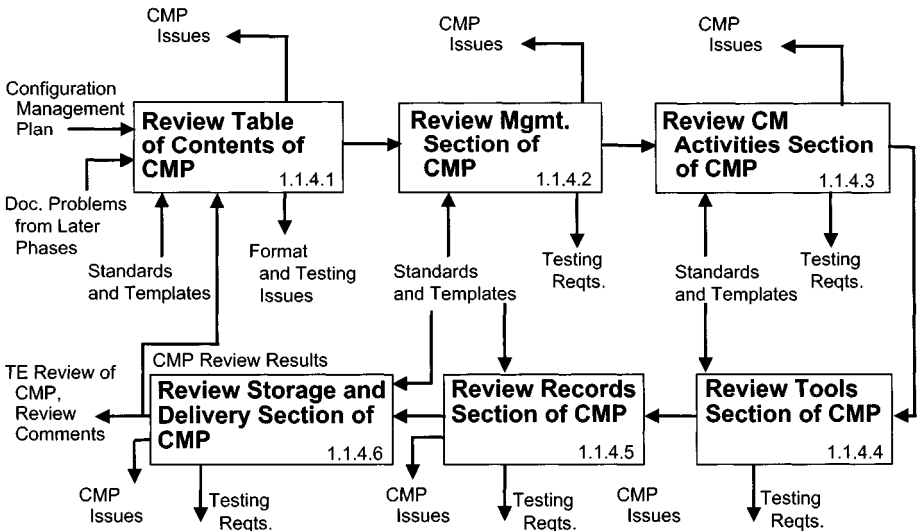 CMP
Issues
CMP
Issues
CMP
Issues
Configuration
Management
Plan
Review Table
of Contents of
CMP
1.1.4.1
Review Mgmt.
Section of
CMP
1.1.4.2
Review CM
Activities Section
of CMP
1.1.4.3
Doc. Problems
from Later
Phases
Standards
and Templates
Format
and Testing
Issues
Standards
and Templates
Testing
Reqts.
Standards
and Templates
Testing
Reqts.
CMP Review Results
TE Review of
CMP,
Review
Comments
Review Storage and
Delivery Section of
CMP
1.1.4.6
Review Records
Section of CMP
1.1.4.5
Review Tools
Section of CMP
1.1.4.4
CMP
Issues
Testing
Reqts.
CMP
Issues
Testing
Reqts.
CMP
Issues
Testing
Reqts.